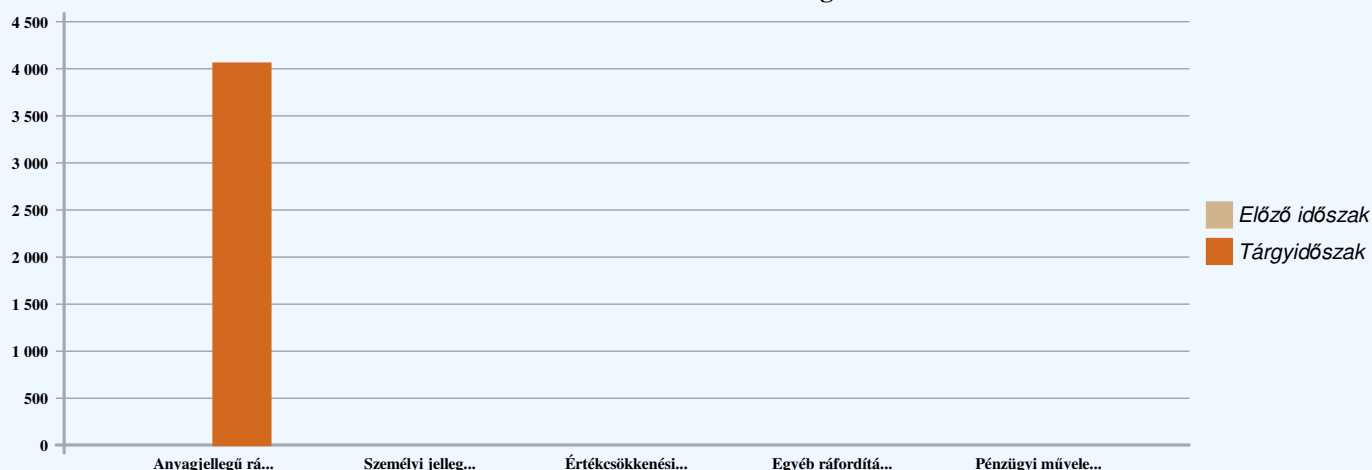 4 500
4 000
3 500
3 000
2 500
2 000
1 500
1 000
500
0
Anyagjellegű rá...
Személyi jelleg...
Értékcsökkenési...
Egyéb ráfordítá...
Pénzügyi művele...
Előző időszak
Tárgyidőszak